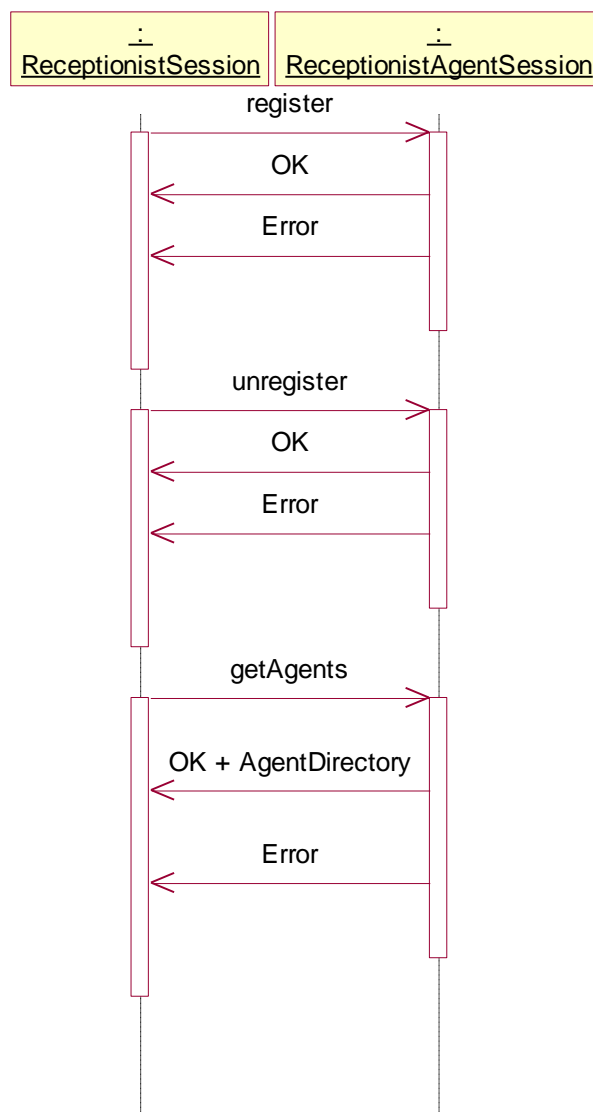 :
ReceptionistSession
:
ReceptionistAgentSession
register
OK
Error
unregister
OK
Error
getAgents
OK + AgentDirectory
Error